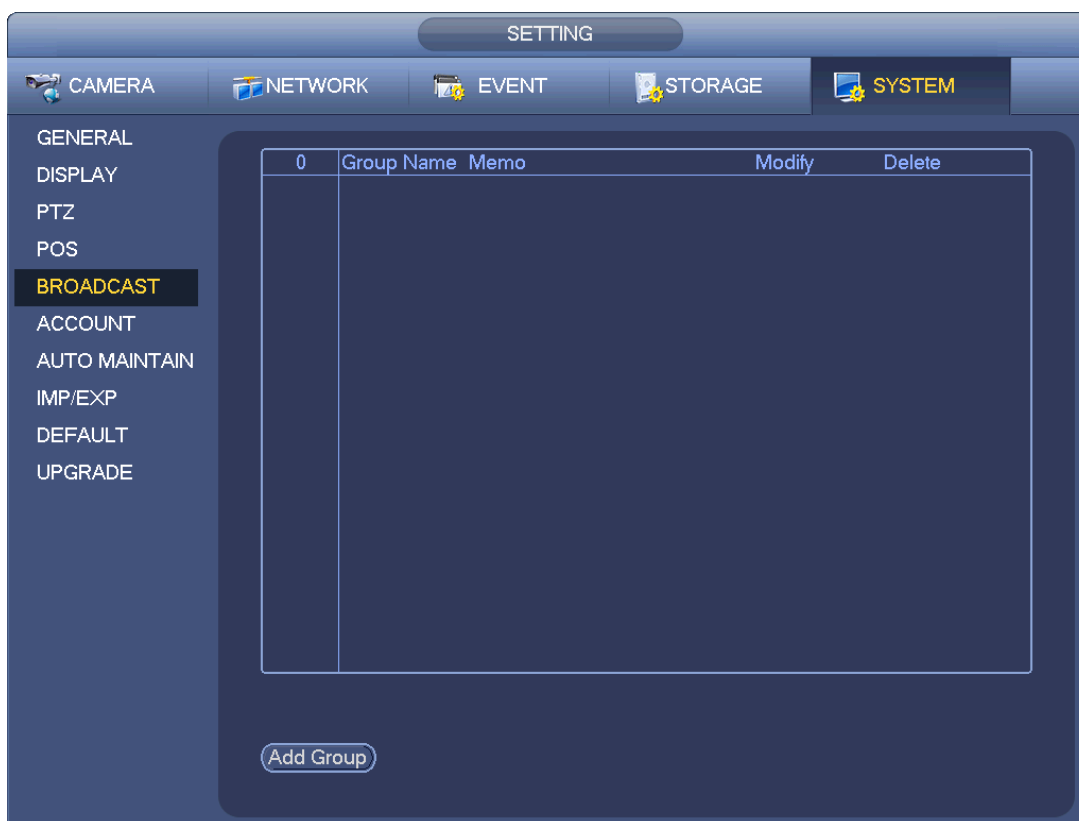 SETTING
CAMERA NETWORK EVENT STORAGE SYSTEM
GENERAL
DISPLAY
PTZ
POS
BROADCAST
ACCOUNT
AUTO MAINTAIN
IMP/EXP
DEFAULT
UPGRADE
0 Group Name Memo Modify Delete
Add Group